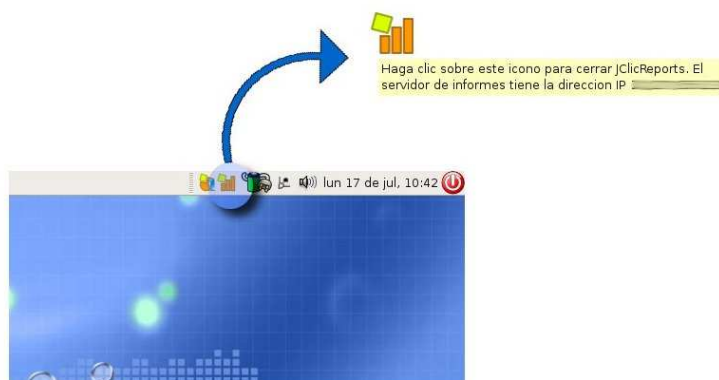 Haga clic sobre este icono para cerrar JClicReports. El
servidor de informes tiene la direccion IP
lun 17 de jul, 10:42